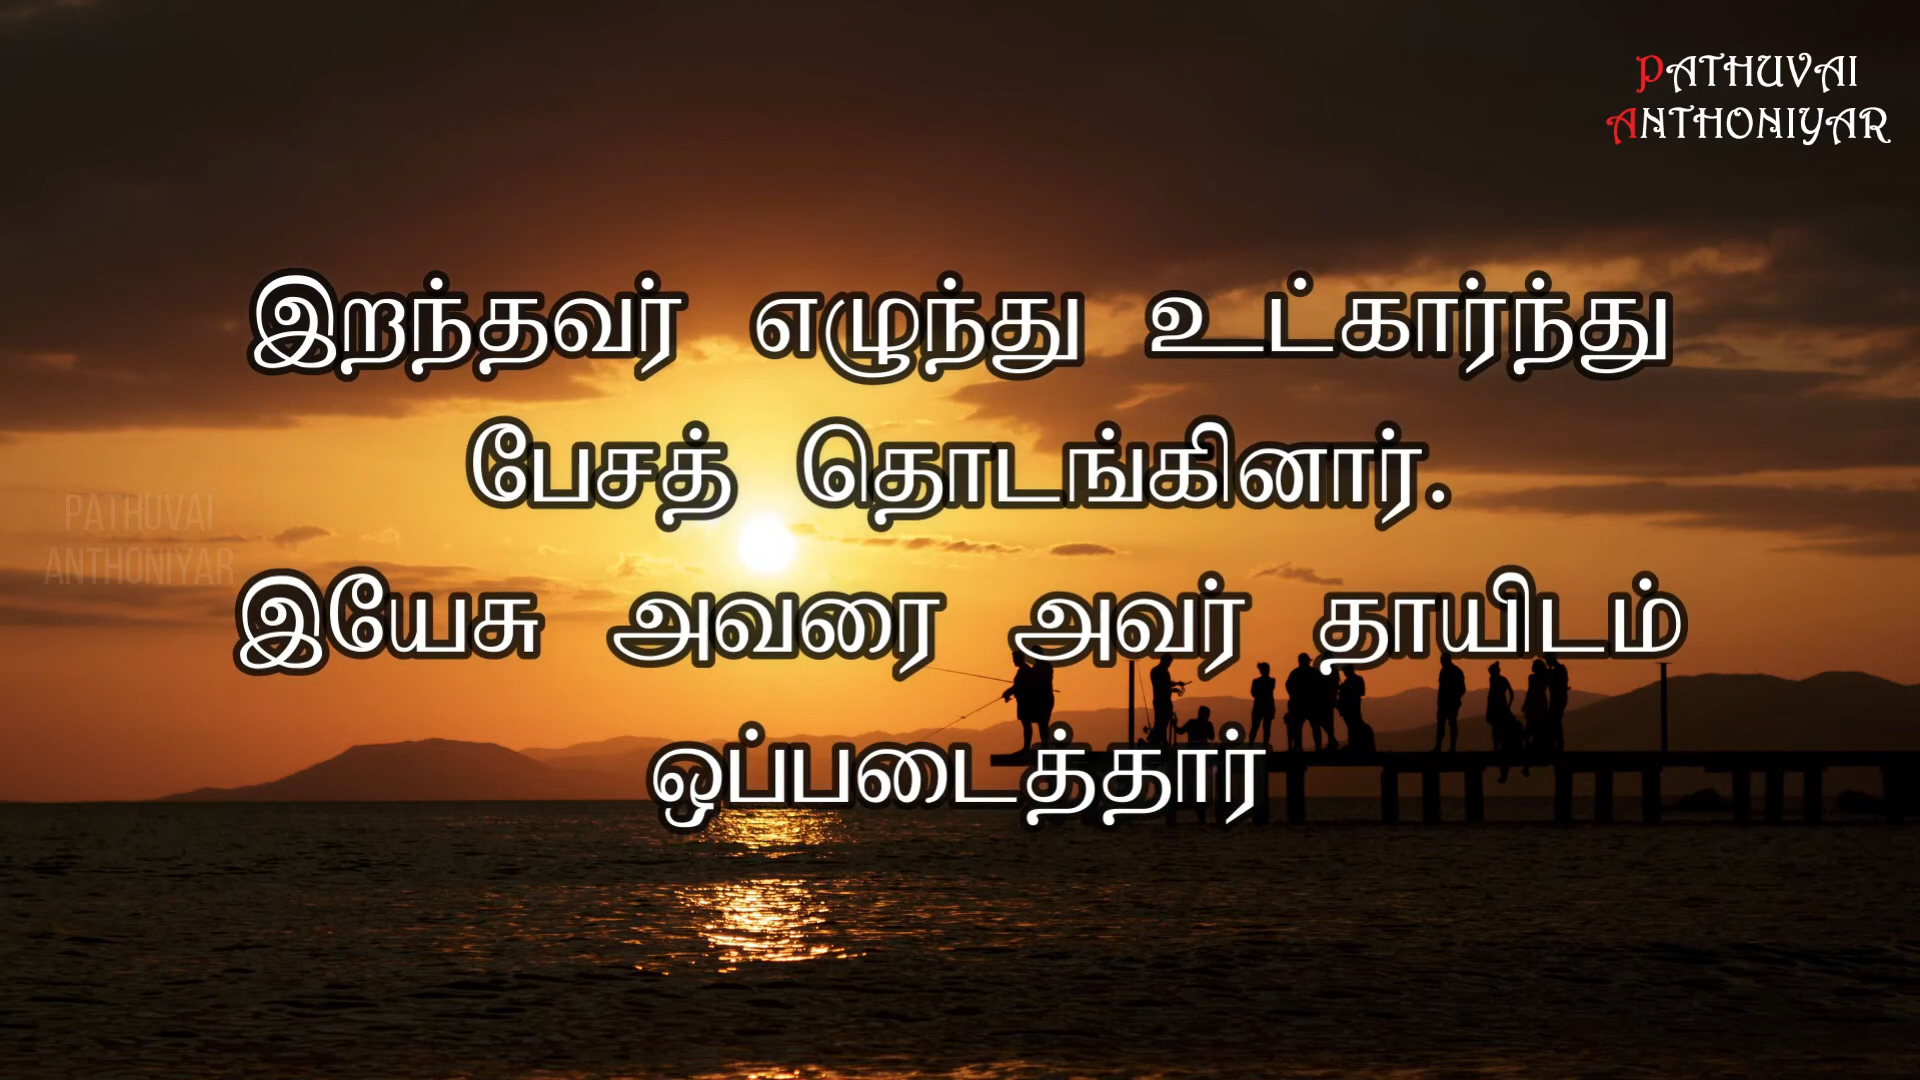 PATHUVAI
ANTHONIYAR
இறந்தவர் எழுந்து உட்கார்ந்து
பேசத் தொடங்கினார்.
இயேசு அவரை அவர் தாயிடம்
ஒப்படைத்தார்
PATHUVAI
ANTHONIYAR